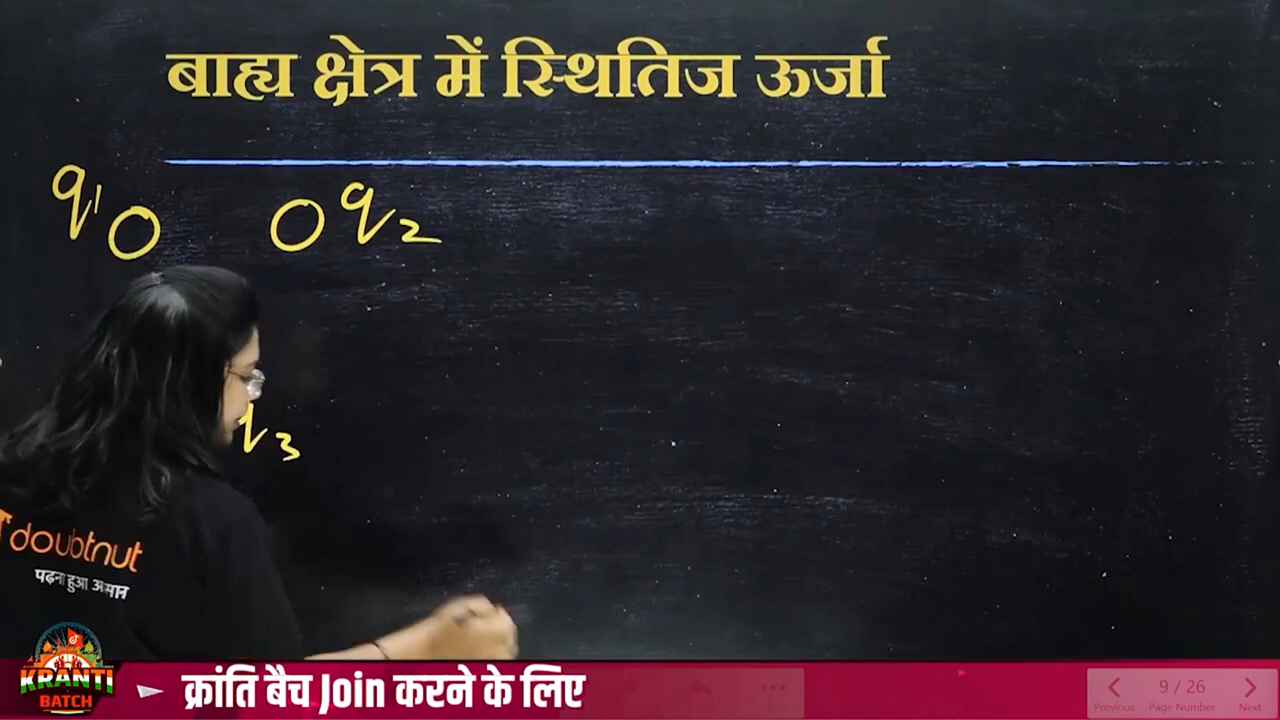 बाह्य क्षेत्र में स्थितिज ऊर्जा
q1 q2
q3
doubtnut
पढ़ना हुआ आसान
KRANTI
BATCH
क्रांति बैच Join करने के लिए
9 / 26
Previous Page Number Next